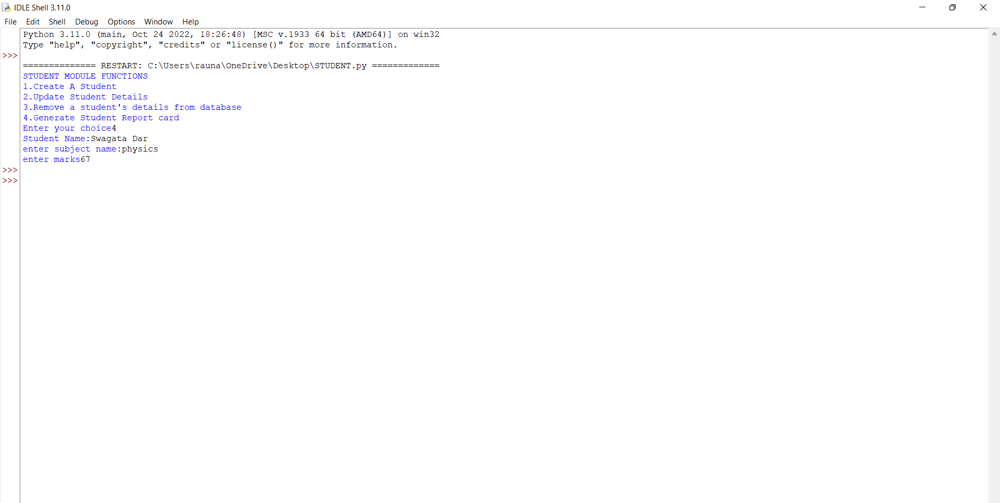 IDLE Shell 3.11.0
File Edit Shell Debug Options Window Help
Python 3.11.0 (main, Oct 24 2022, 18:26:48) [MSC v.1933 64 bit (AMD64)] on win32
Type "help", "copyright", "credits" or "license()" for more information.
>>>
============== RESTART: C:\Users\rauna\OneDrive\Desktop\STUDENT.py =============
STUDENT MODULE FUNCTIONS
1.Create A Student
2.Update Student Details
3.Remove a student's details from database
4.Generate Student Report card
Enter your choice4
Student Name:Swagata Dar
enter subject name:physics
enter marks67
>>>
>>>